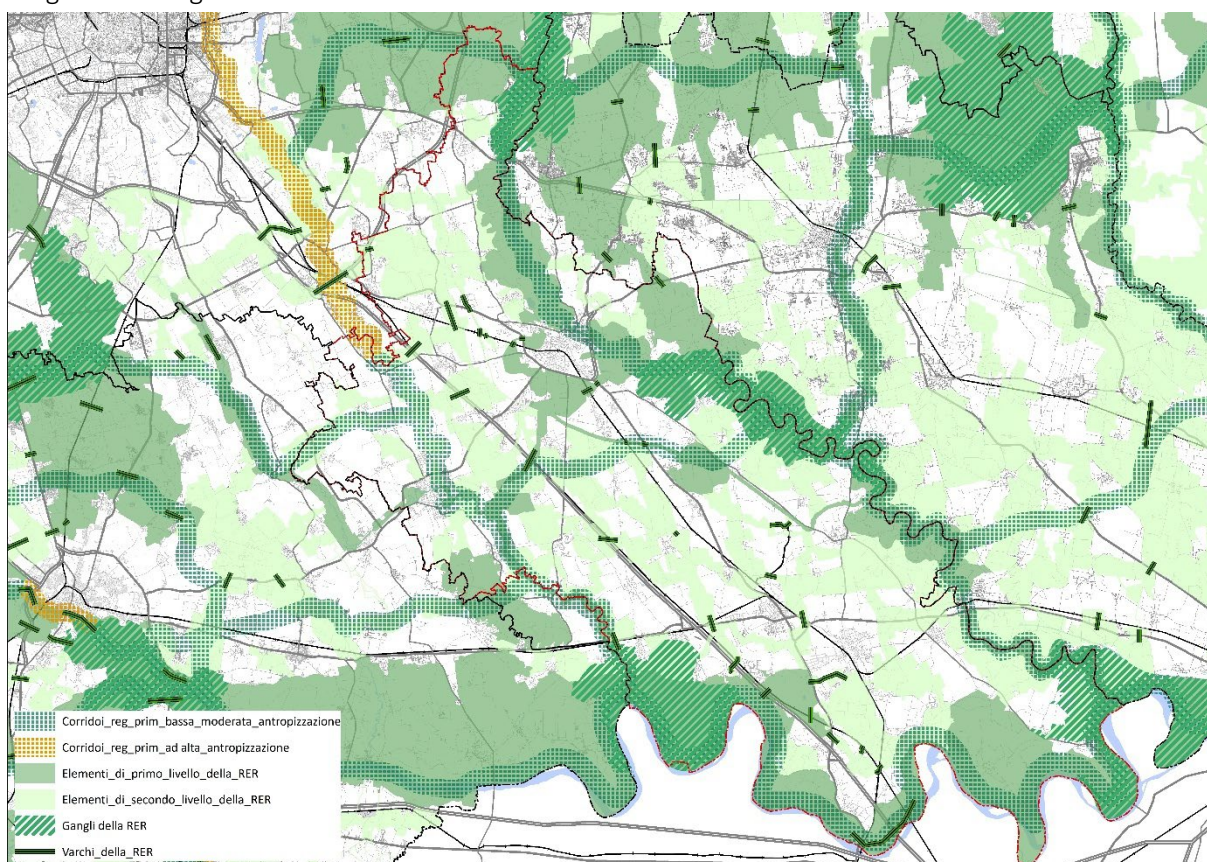 Corridoi_reg_prim_bassa_moderata_antropizzazione
Corridoi_reg_prim_ad alta_antropizzazione
Elementi_di_primo_livello_della_RER
Elementi_di_secondo_livello_della_RER
Gangli della RER
Varchi_della_RER